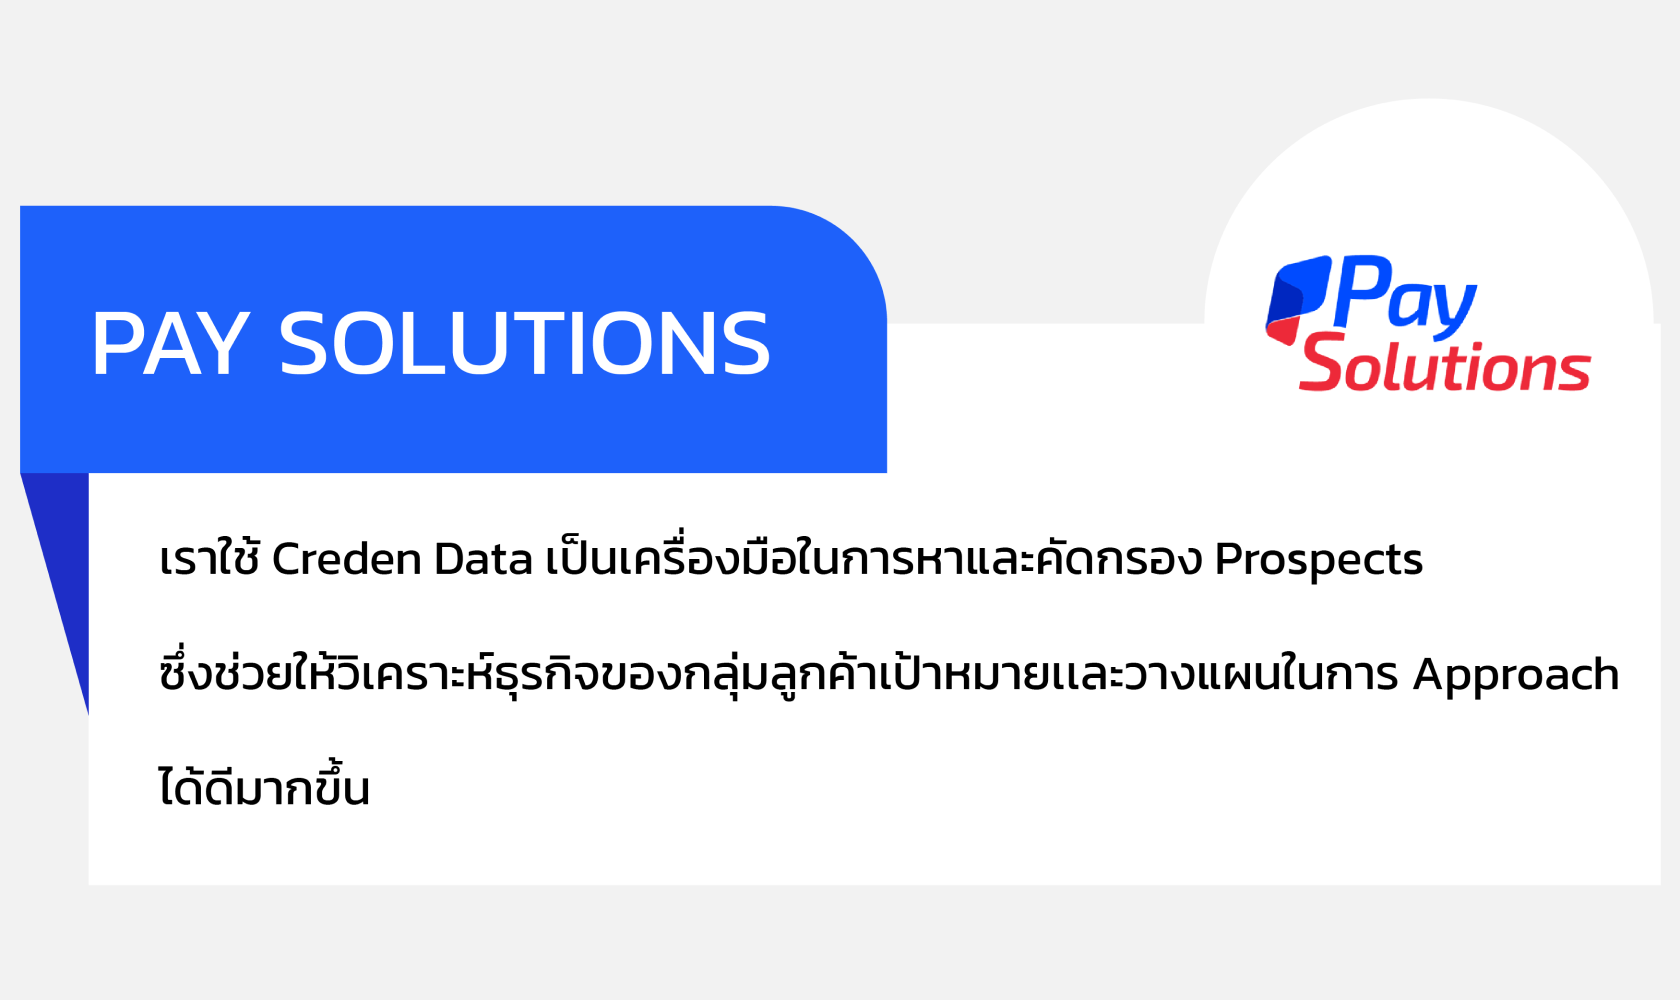 PAY SOLUTIONS
Pay
Solutions
เราใช้ Creden Data เป็นเครื่องมือในการหาและคัดกรอง Prospects
ซึ่งช่วยให้วิเคราะห์ธุรกิจของกลุ่มลูกค้าเป้าหมายและวางแผนในการ Approach
ได้ดีมากขึ้น